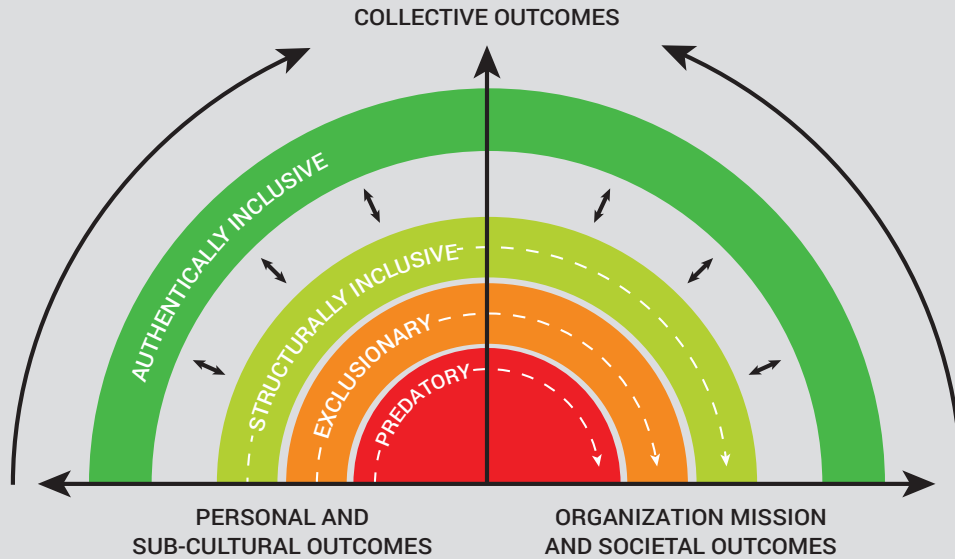 COLLECTIVE OUTCOMES
AUTHENTICALLY INCLUSIVE
STRUCTURALLY INCLUSIVE
EXCLUSIONARY
PREDATORY
PERSONAL AND
SUB-CULTURAL OUTCOMES
ORGANIZATION MISSION
AND SOCIETAL OUTCOMES